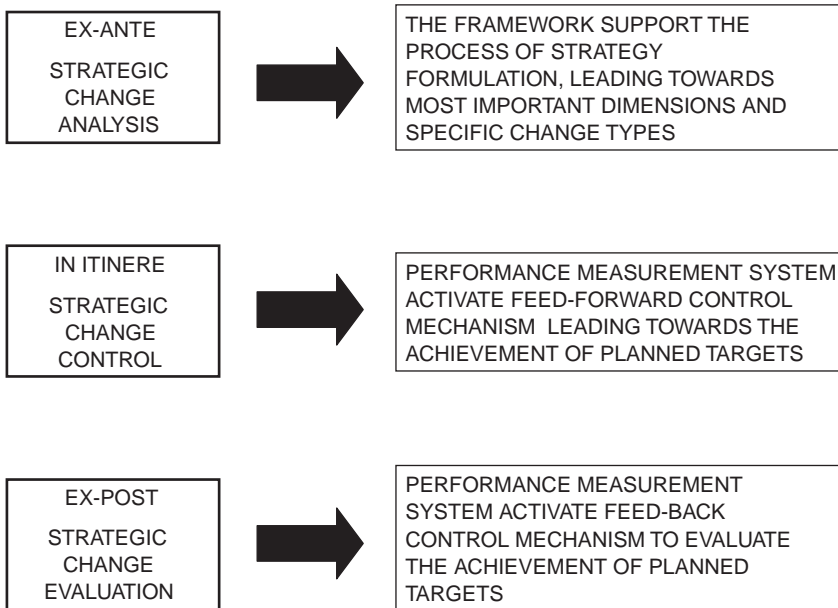 EX-ANTE
STRATEGIC
CHANGE
ANALYSIS
THE FRAMEWORK SUPPORT THE
PROCESS OF STRATEGY
FORMULATION, LEADING TOWARDS
MOST IMPORTANT DIMENSIONS AND
SPECIFIC CHANGE TYPES
IN ITINERE
STRATEGIC
CHANGE
CONTROL
PERFORMANCE MEASUREMENT SYSTEM
ACTIVATE FEED-FORWARD CONTROL
MECHANISM LEADING TOWARDS THE
ACHIEVEMENT OF PLANNED TARGETS
EX-POST
STRATEGIC
CHANGE
EVALUATION
PERFORMANCE MEASUREMENT
SYSTEM ACTIVATE FEED-BACK
CONTROL MECHANISM TO EVALUATE
THE ACHIEVEMENT OF PLANNED
TARGETS